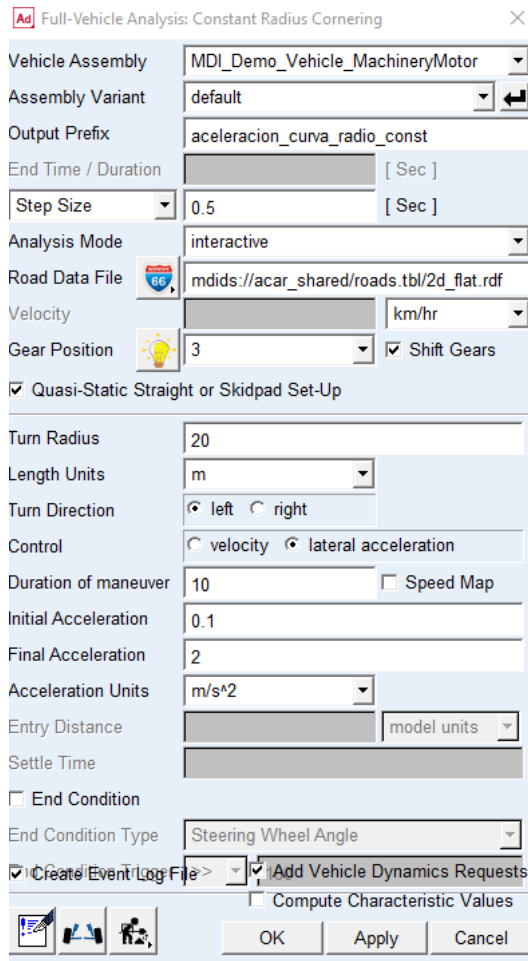 Ad Full-Vehicle Analysis: Constant Radius Cornering
Vehicle Assembly MDI_Demo_Vehicle_MachineryMotor
Assembly Variant default
Output Prefix aceleracion_curva_radio_const
End Time / Duration [ Sec ]
Step Size 0.5 [ Sec ]
Analysis Mode interactive
Road Data File 66 mdids://acar_shared/roads.tbl/2d_flat.rdf
Velocity km/hr
Gear Position 3 Shift Gears
Quasi-Static Straight or Skidpad Set-Up
Turn Radius 20
Length Units m
Turn Direction left right
Control velocity lateral acceleration
Duration of maneuver 10 Speed Map
Initial Acceleration 0.1
Final Acceleration 2
Acceleration Units m/s^2
Entry Distance model units
Settle Time
End Condition
End Condition Type Steering Wheel Angle
Create Event Log File >> Add Vehicle Dynamics Requests
Compute Characteristic Values
OK Apply Cancel